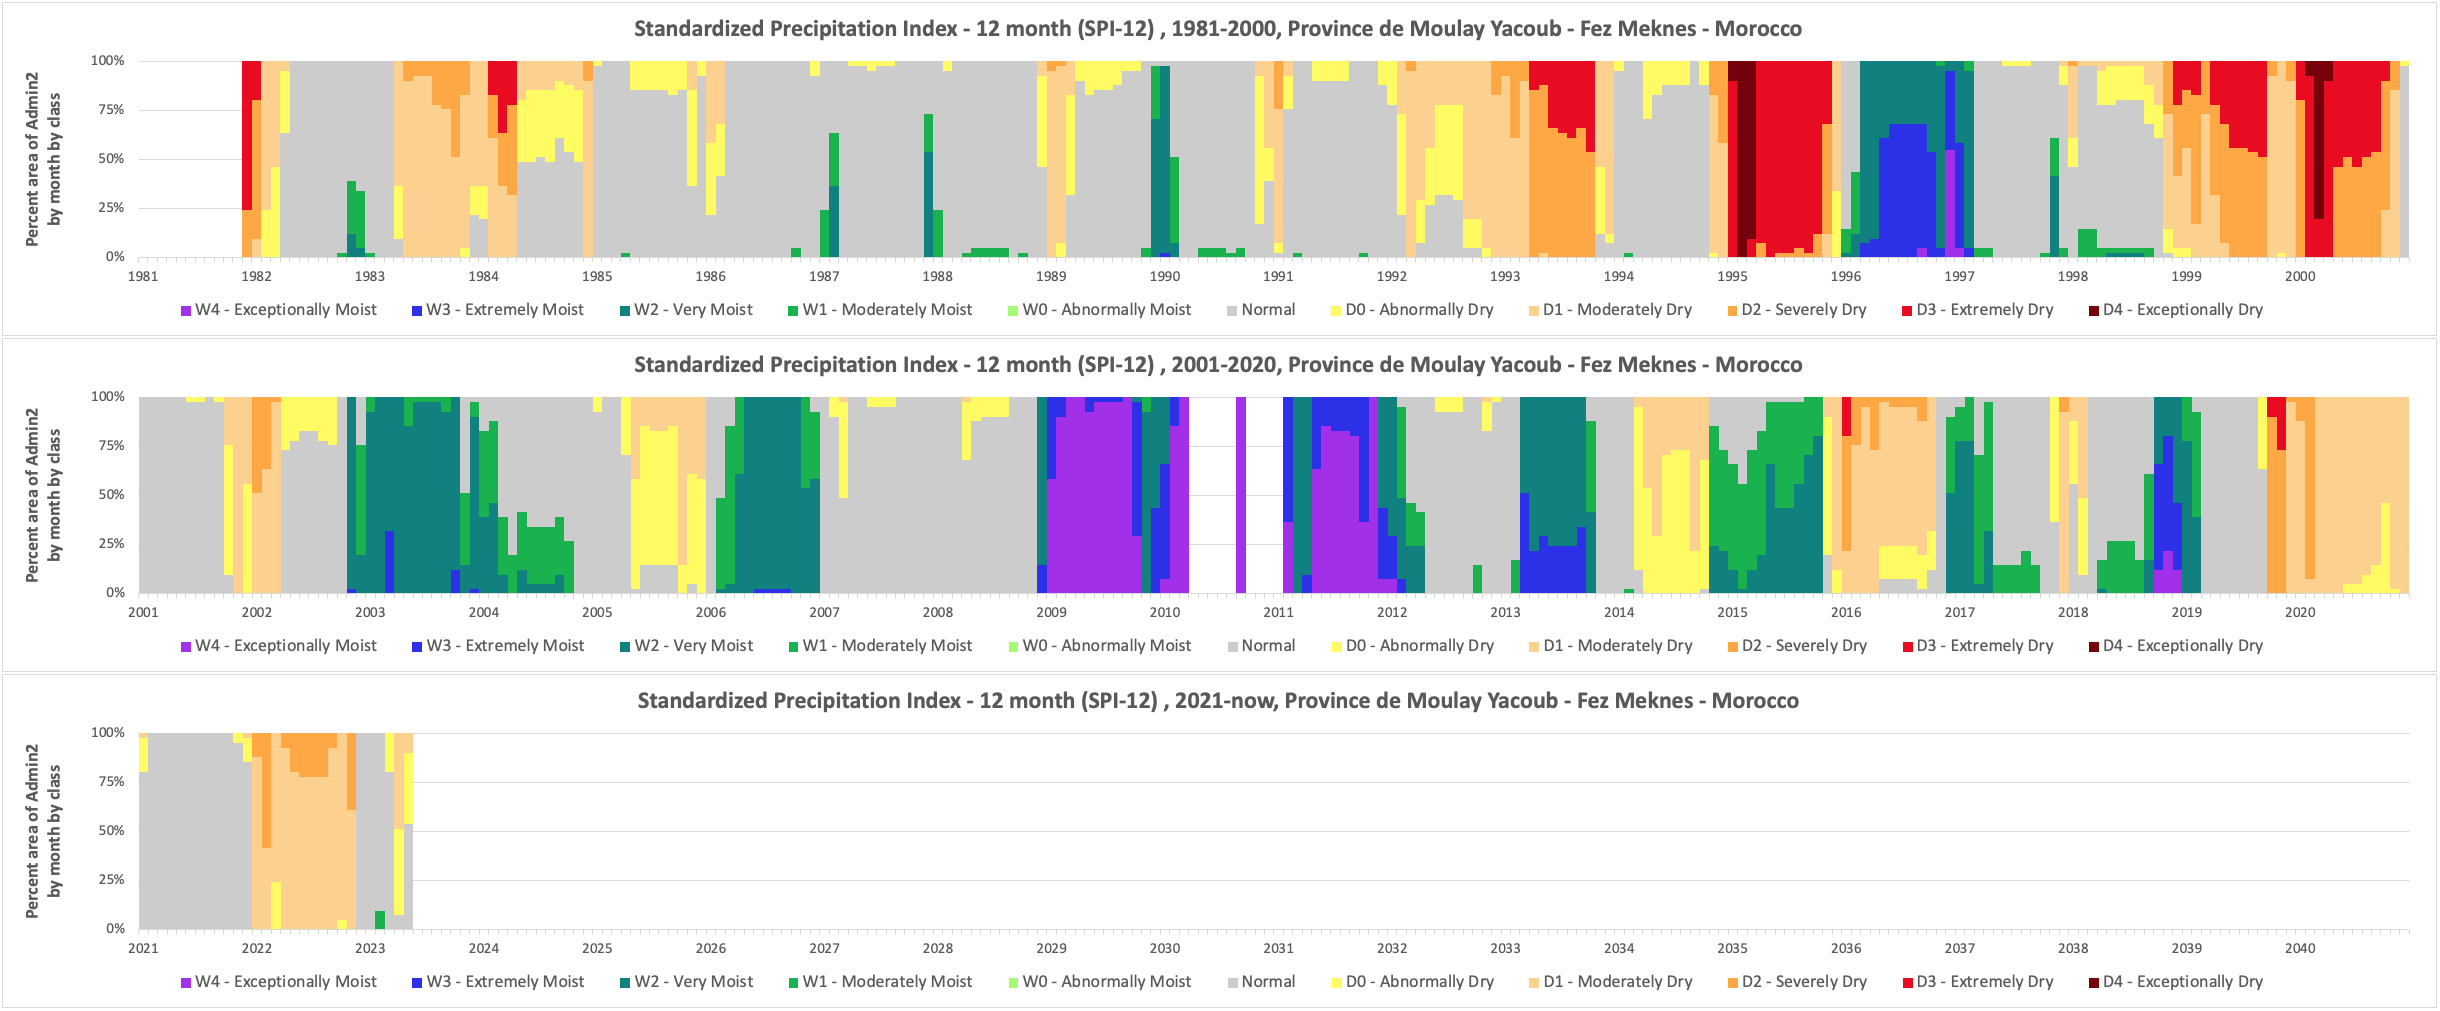 Standardized Precipitation Index - 12 month (SPI-12) , 1981-2000, Province de Moulay Yacoub - Fez Meknes - Morocco
Percent area of Admin2
by month by class
100%
75%
50%
25%
0%
1981 1982 1983 1984 1985 1986 1987 1988 1989 1990 1991 1992 1993 1994 1995 1996 1997 1998 1999 2000
W4 - Exceptionally Moist W3 - Extremely Moist W2 - Very Moist W1 - Moderately Moist W0 - Abnormally Moist Normal D0 - Abnormally Dry D1 - Moderately Dry D2 - Severely Dry D3 - Extremely Dry D4 - Exceptionally Dry
Standardized Precipitation Index - 12 month (SPI-12) , 2001-2020, Province de Moulay Yacoub - Fez Meknes - Morocco
Percent area of Admin2
by month by class
100%
75%
50%
25%
0%
2001 2002 2003 2004 2005 2006 2007 2008 2009 2010 2011 2012 2013 2014 2015 2016 2017 2018 2019 2020
W4 - Exceptionally Moist W3 - Extremely Moist W2 - Very Moist W1 - Moderately Moist W0 - Abnormally Moist Normal D0 - Abnormally Dry D1 - Moderately Dry D2 - Severely Dry D3 - Extremely Dry D4 - Exceptionally Dry
Standardized Precipitation Index - 12 month (SPI-12) , 2021-now, Province de Moulay Yacoub - Fez Meknes - Morocco
Percent area of Admin2
by month by class
100%
75%
50%
25%
0%
2021 2022 2023 2024 2025 2026 2027 2028 2029 2030 2031 2032 2033 2034 2035 2036 2037 2038 2039 2040
W4 - Exceptionally Moist W3 - Extremely Moist W2 - Very Moist W1 - Moderately Moist W0 - Abnormally Moist Normal D0 - Abnormally Dry D1 - Moderately Dry D2 - Severely Dry D3 - Extremely Dry D4 - Exceptionally Dry